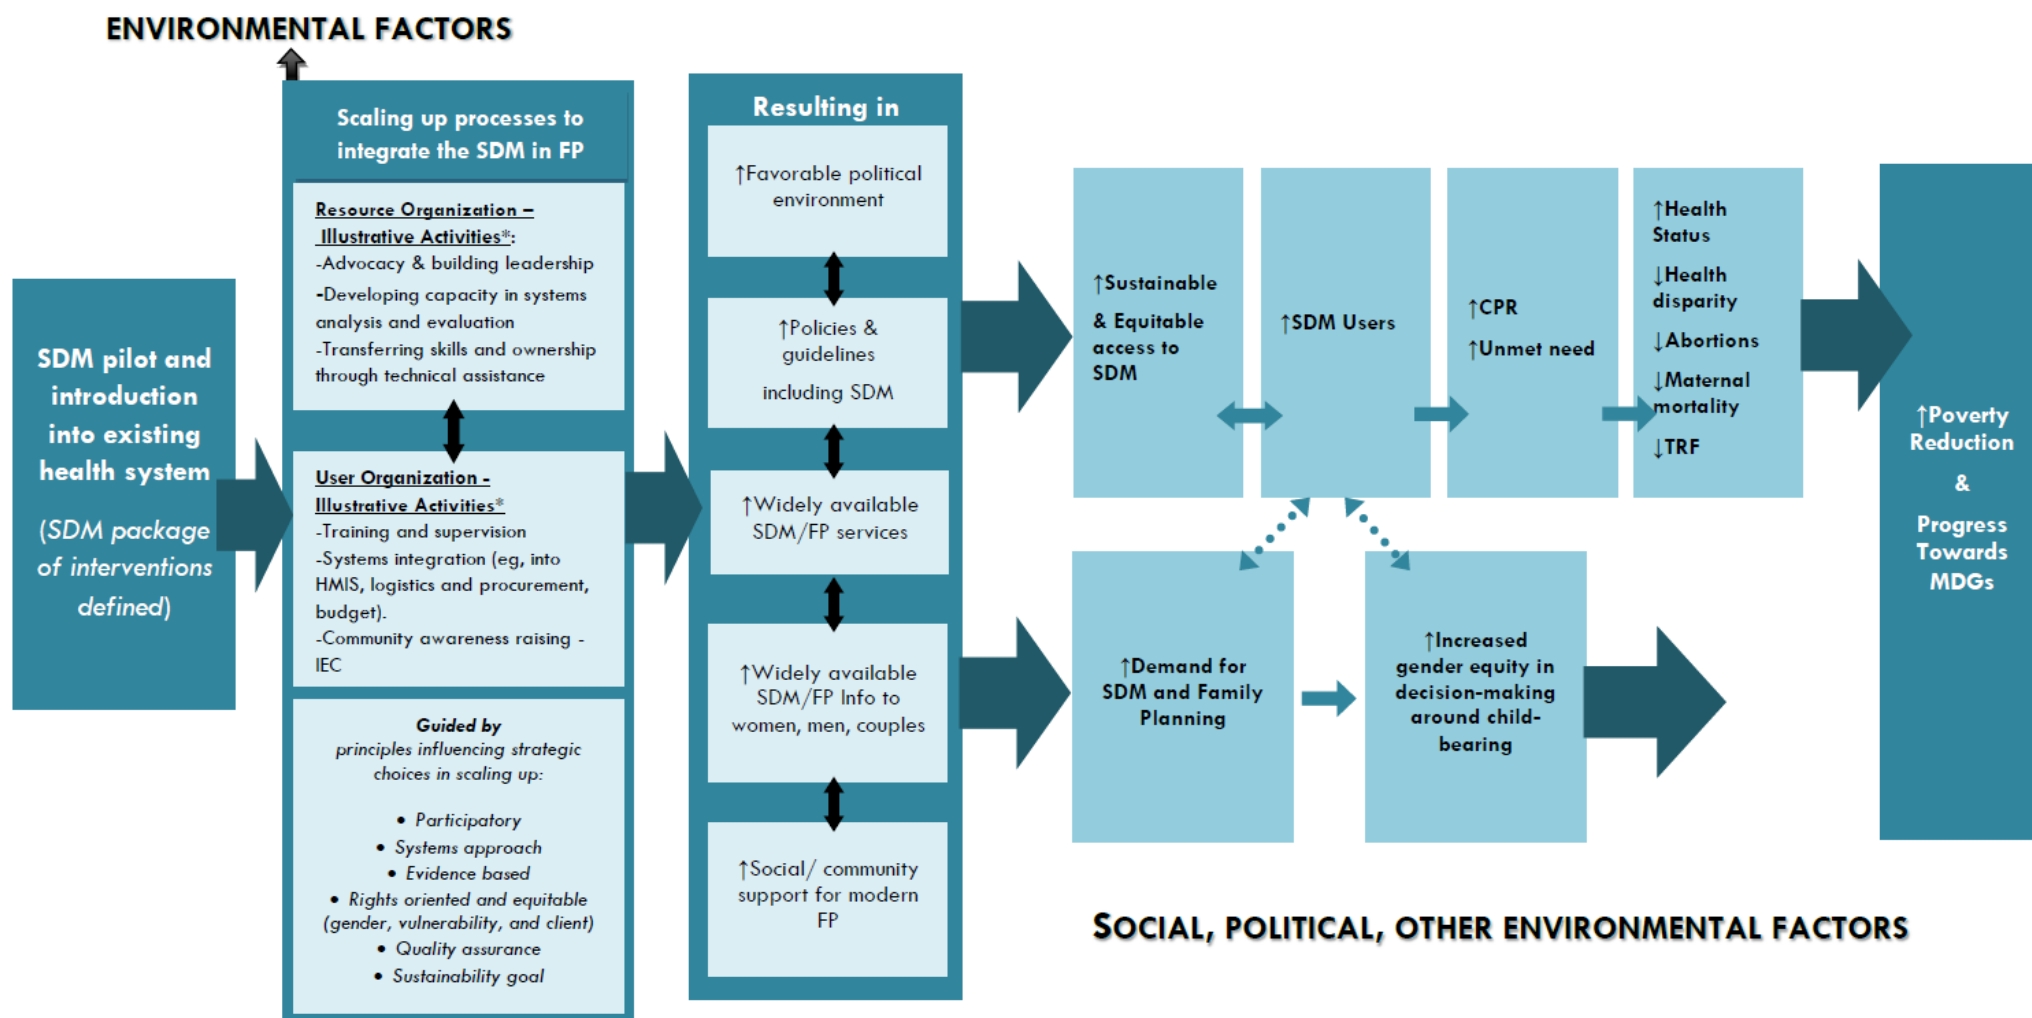 ENVIRONMENTAL FACTORS
SDM pilot and
introduction
into existing
health system
(SDM package
of interventions
defined)
Scaling up processes to
integrate the SDM in FP
Resource Organization –
Illustrative Activities*:
-Advocacy & building leadership
-Developing capacity in systems
analysis and evaluation
-Transferring skills and ownership
through technical assistance
User Organization -
Illustrative Activities*
-Training and supervision
-Systems integration (eg, into
HMIS, logistics and procurement,
budget).
-Community awareness raising -
IEC
Guided by
principles influencing strategic
choices in scaling up:
• Participatory
• Systems approach
• Evidence based
• Rights oriented and equitable
(gender, vulnerability, and client)
• Quality assurance
• Sustainability goal
Resulting in
↑Favorable political
environment
↑Policies &
guidelines
including SDM
↑Widely available
SDM/FP services
↑Widely available
SDM/FP Info to
women, men, couples
↑Social/ community
support for modern
FP
↑Sustainable
& Equitable
access to
SDM
↑SDM Users
↑CPR
↑Unmet need
↑Health
Status
↓Health
disparity
↓Abortions
↓Maternal
mortality
↓TRF
↑Demand for
SDM and Family
Planning
↑Increased
gender equity in
decision-making
around child-
bearing
↑Poverty
Reduction
&
Progress
Towards
MDGs
SOCIAL, POLITICAL, OTHER ENVIRONMENTAL FACTORS